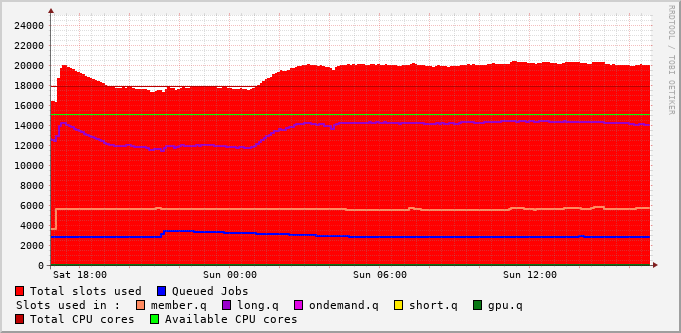 24000
22000
20000
18000
16000
14000
12000
10000
8000
6000
4000
2000
0
Sat 18:00 Sun 00:00 Sun 06:00 Sun 12:00
RRDTOOL / TOBI OETIKER
Total slots used Queued Jobs
Slots used in : member.q long.q ondemand.q short.q gpu.q
Total CPU cores Available CPU cores